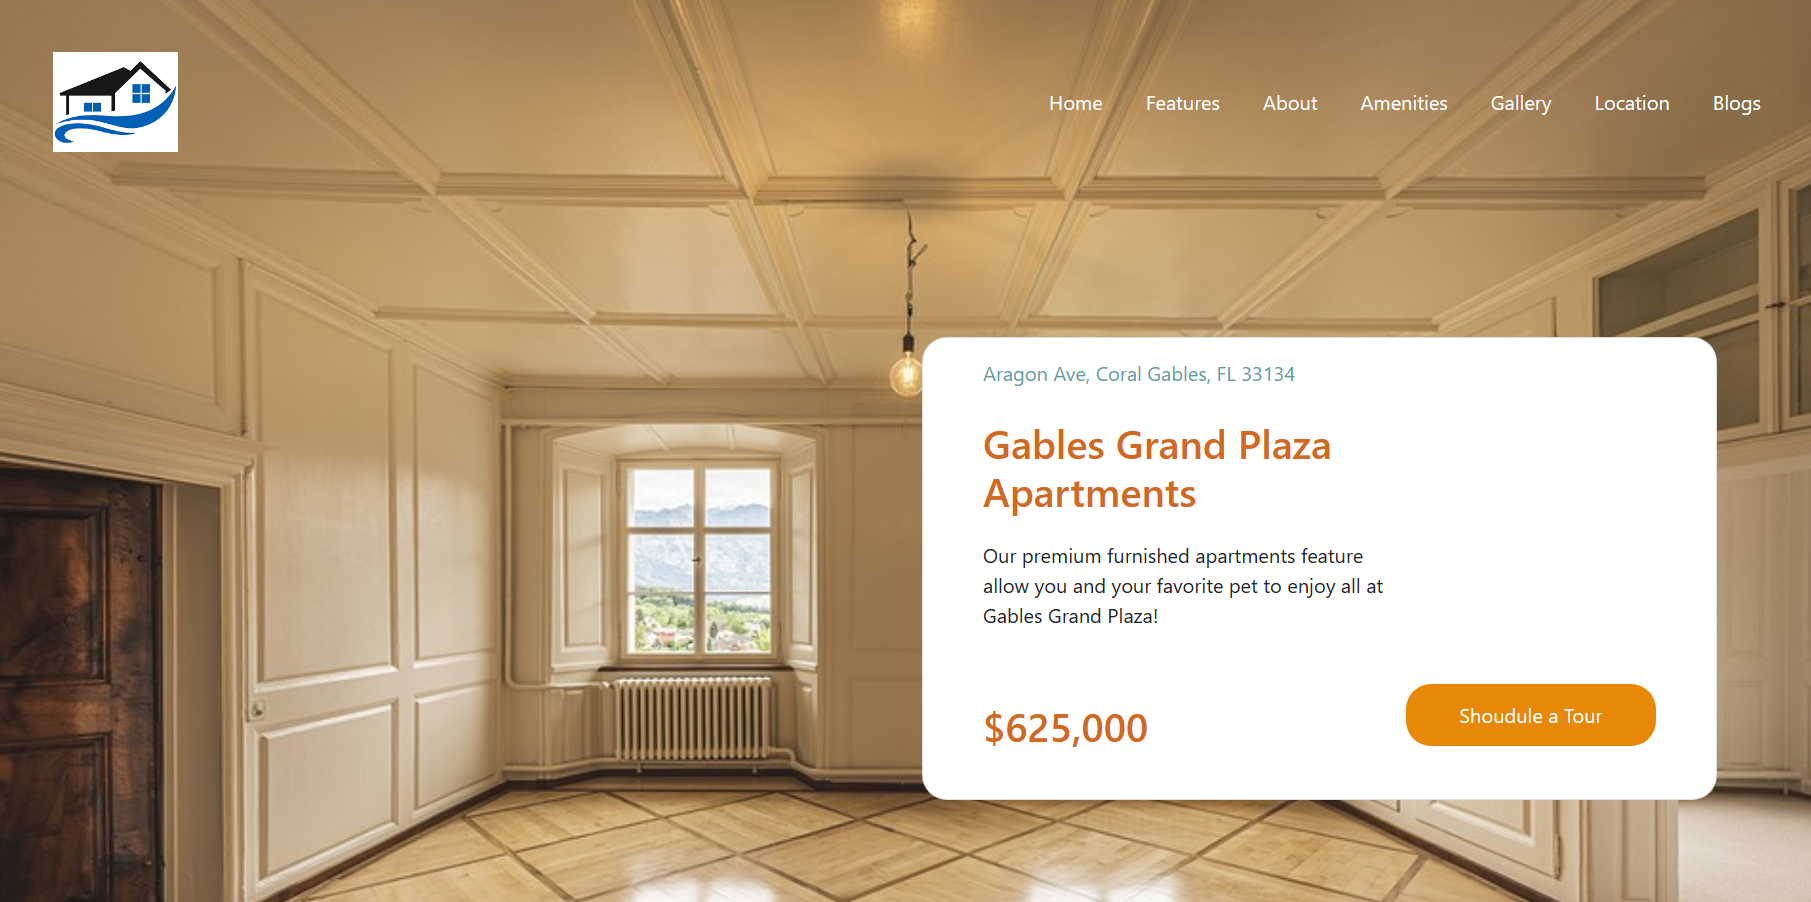 Home Features About Amenities Gallery Location Blogs
Aragon Ave, Coral Gables, FL 33134
Gables Grand Plaza
Apartments
Our premium furnished apartments feature
allow you and your favorite pet to enjoy all at
Gables Grand Plaza!
$625,000
Shoudule a Tour